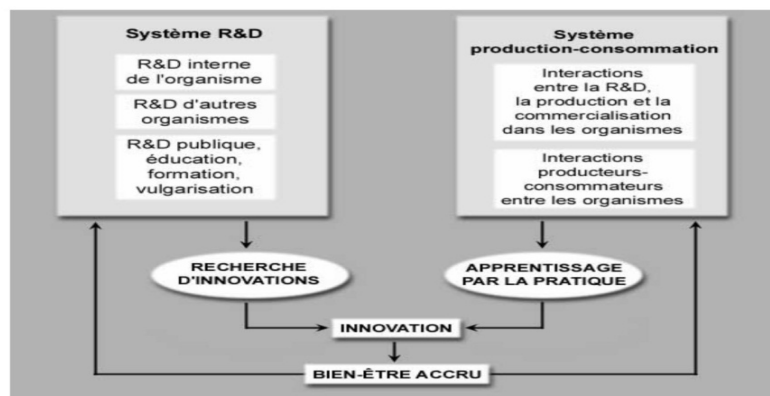 Système R&D
R&D interne
de l'organisme
R&D d'autres
organismes
R&D publique,
éducation,
formation,
vulgarisation
Système
production-consommation
Interactions
entre la R&D,
la production et la
commercialisation
dans les organismes
Interactions
producteurs-
consommateurs
entre les organismes
RECHERCHE
D'INNOVATIONS
APPRENTISSAGE
PAR LA PRATIQUE
INNOVATION
BIEN-ÊTRE ACCRU